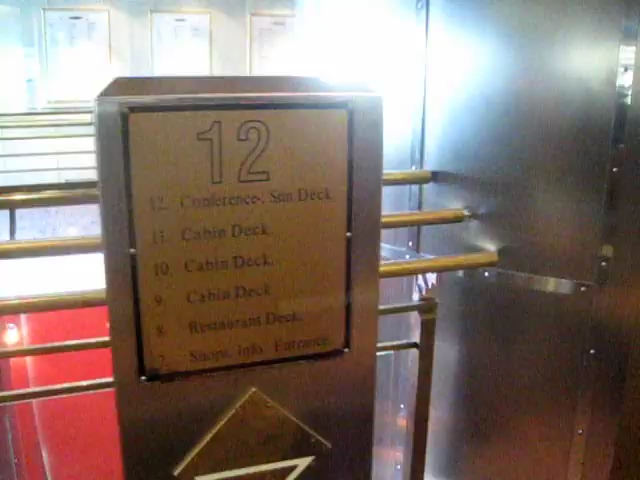 12
12. Conference-, Sun Deck
11. Cabin Deck
10. Cabin Deck.
9. Cabin Deck
8. Restaurant Deck.
7. Shops, Info. Entrance